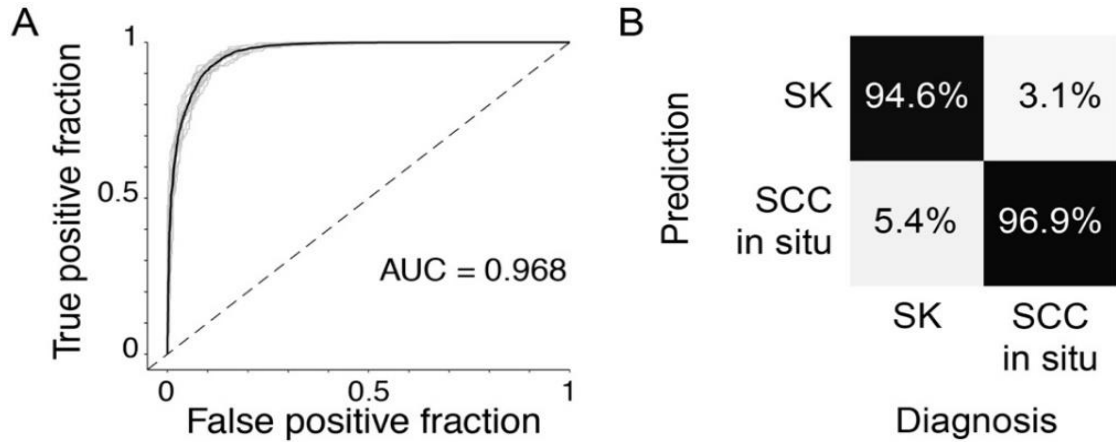 A
True positive fraction
1
0.5
0
0
0.5
1
False positive fraction
AUC = 0.968
B
Prediction
SK
SCC
in situ
94.6%
3.1%
5.4%
96.9%
SK
SCC
in situ
Diagnosis